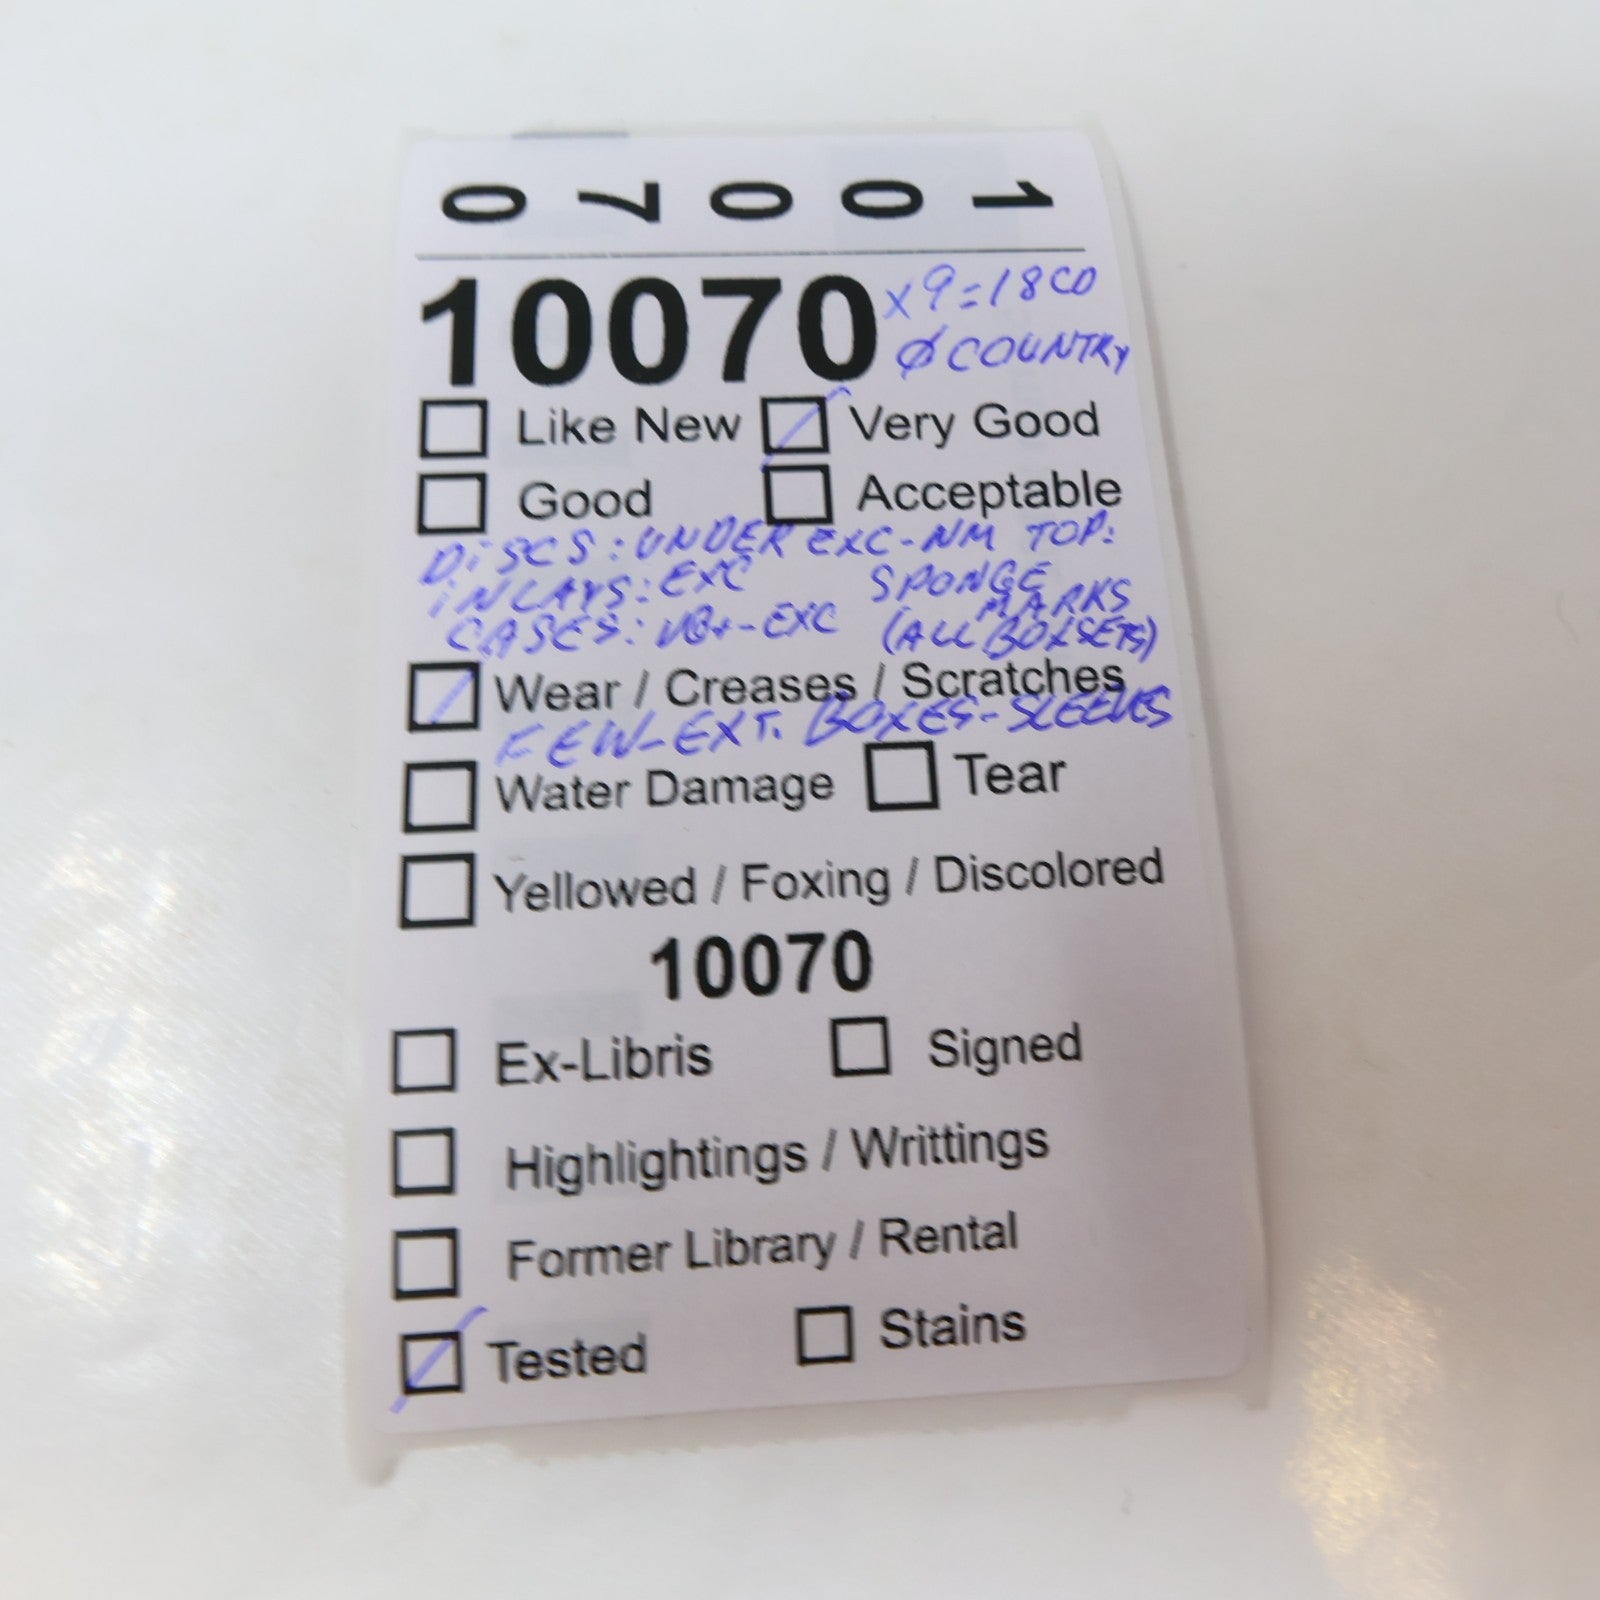 10070
10070 x9=18CD
Ø COUNTRY
Like New Very Good
Good Acceptable
DiSCS: UNDER EXC-NM TOP:
iNLAYS: EXC SPONGE
MARKS
CASES: VG+-EXC (ALL BOXSETS)
Wear / Creases / Scratches
FEW-EXT. BOXES-SLEEVES
Water Damage Tear
Yellowed / Foxing / Discolored
10070
Ex-Libris Signed
Highlightings / Writtings
Former Library / Rental
Tested Stains